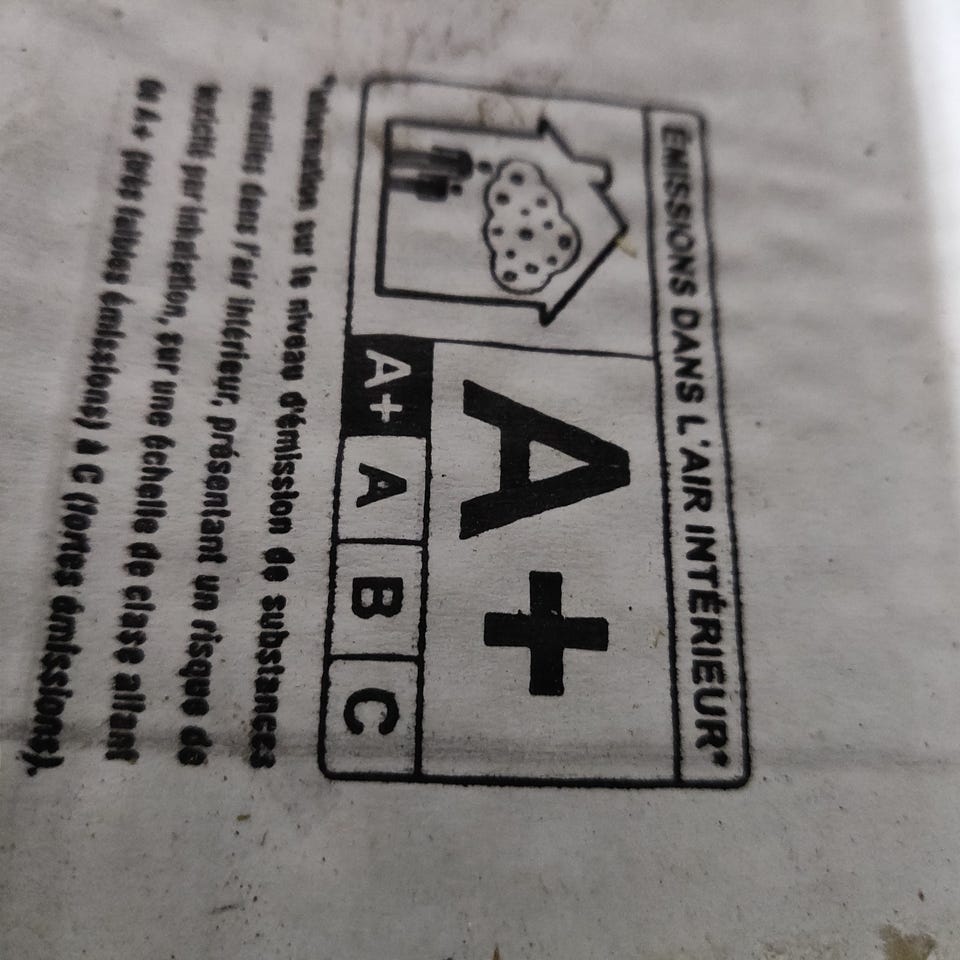 ÉMISSIONS DANS L'AIR INTÉRIEUR*
A+
A+ A B C
*Information sur le niveau d'émission de substances
volatiles dans l'air intérieur, présentant un risque de
toxicité par inhalation, sur une échelle de clase allant
de A+ (très faibles émissions) à C (fortes émissions).